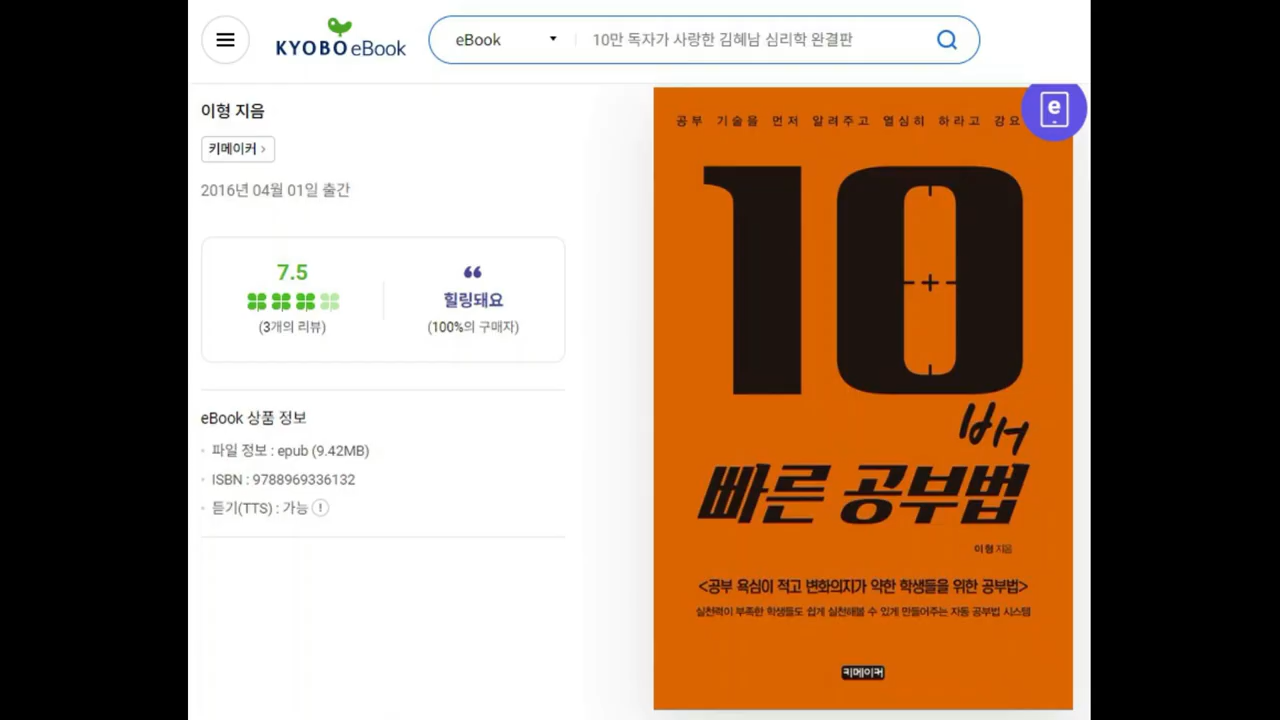 KYOBO eBook
eBook
10만 독자가 사랑한 김혜남 심리학 완결판
이형 지음
키메이커 >
2016년 04월 01일 출간
7.5
(3개의 리뷰)
❝
힐링돼요
(100%의 구매자)
eBook 상품 정보
파일 정보 : epub (9.42MB)
ISBN : 9788969336132
듣기(TTS) : 가능 !
e
공부 기술을 먼저 알려주고 열심히 하라고 강요
10
배
빠른 공부법
이형 지음
<공부 욕심이 적고 변화의지가 약한 학생들을 위한 공부법>
실천력이 부족한 학생들도 쉽게 실천해볼 수 있게 만들어주는 자동 공부법 시스템
키메이커